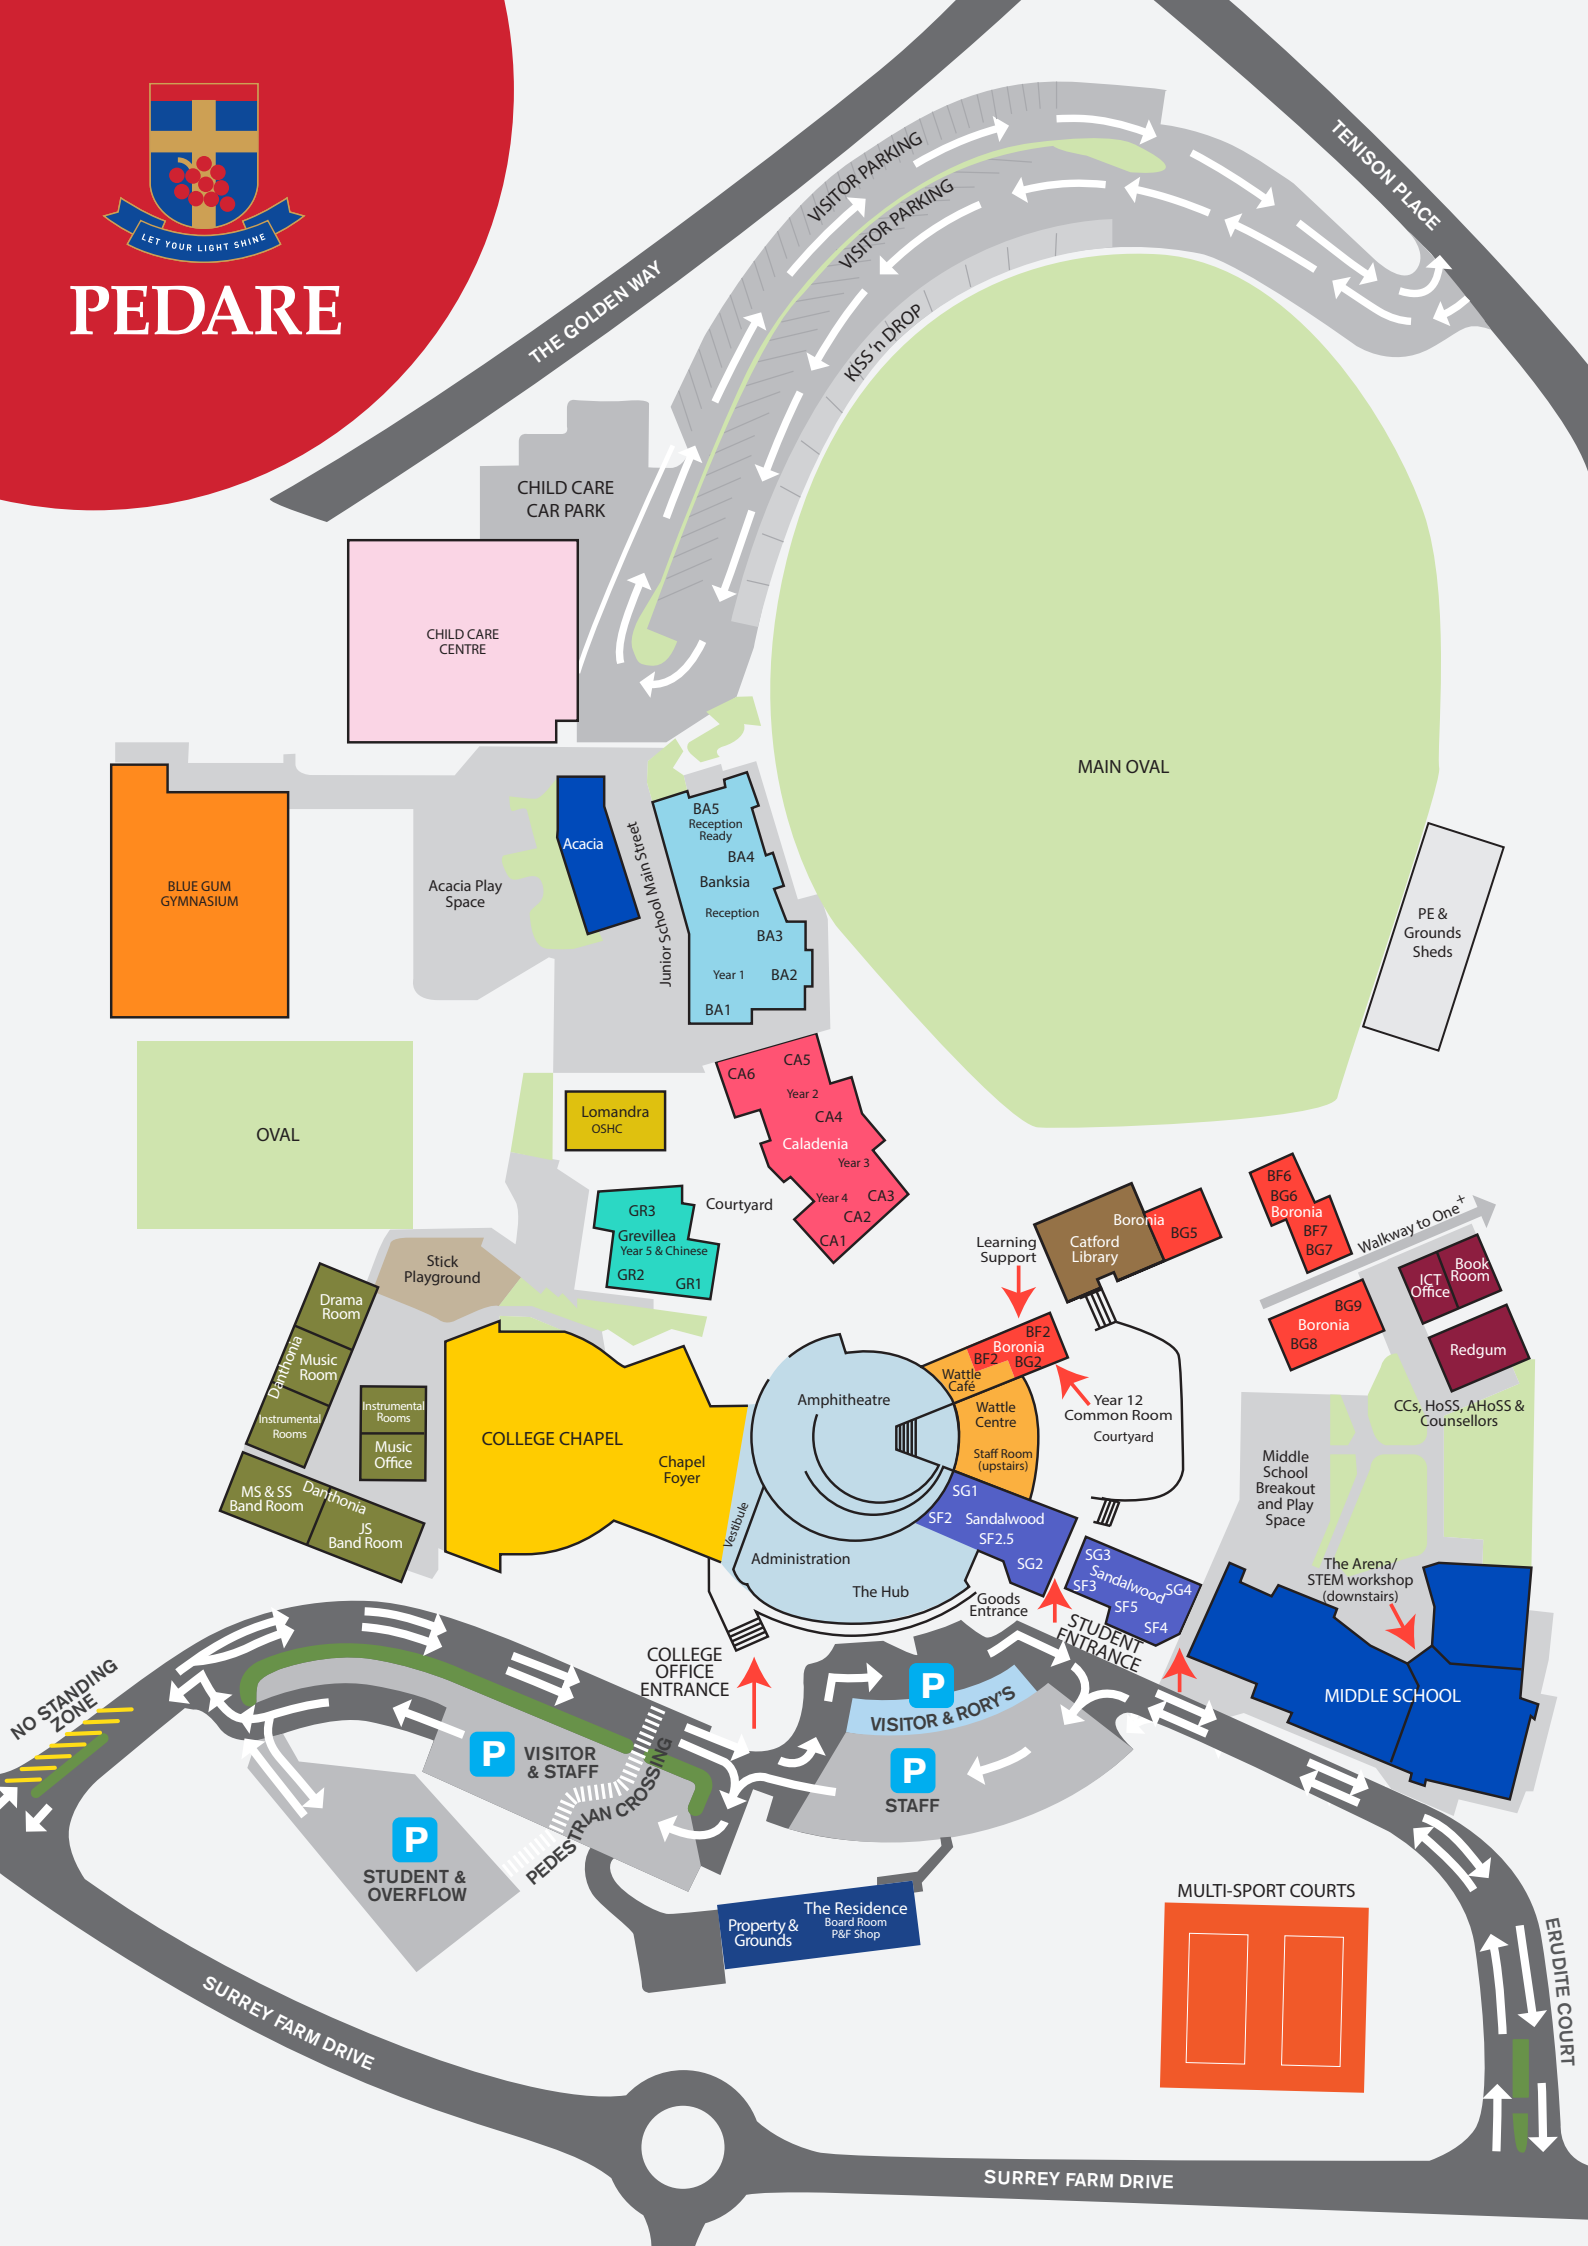 LET YOUR LIGHT SHINE
PEDARE
THE GOLDEN WAY
TENISON PLACE
VISITOR PARKING
VISITOR PARKING
KISS 'n DROP
CHILD CARE
CAR PARK
CHILD CARE
CENTRE
MAIN OVAL
BLUE GUM
GYMNASIUM
Acacia Play
Space
Acacia
Junior School Main Street
BA5
Reception
Ready
BA4
Banksia
Reception
BA3
Year 1
BA2
BA1
PE &
Grounds
Sheds
OVAL
Lomandra
OSHC
CA5
CA6
Year 2
CA4
Caladenia
Year 3
Year 4
CA3
CA2
CA1
GR3
Grevillea
Year 5 & Chinese
GR2
GR1
Courtyard
Stick
Playground
Learning
Support
Catford
Library
Boronia
BG5
BF6
BG6
Boronia
BF7
BG7
Walkway to One+
ICT
Office
Book
Room
BG9
Boronia
BG8
Redgum
CCs, HoSS, AHoSS &
Counsellors
Drama
Room
Danthonia
Music
Room
Instrumental
Rooms
Instrumental
Rooms
Music
Office
MS & SS
Band Room
Danthonia
JS
Band Room
COLLEGE CHAPEL
Chapel
Foyer
Vestibule
Amphitheatre
BF2
Boronia
BF2
BG2
Wattle
Café
Wattle
Centre
Staff Room
(upstairs)
Year 12
Common Room
Courtyard
SG1
SF2
Sandalwood
SF2.5
SG2
SG3
Sandalwood
SF3
SG4
SF5
SF4
Administration
The Hub
Goods
Entrance
STUDENT
ENTRANCE
Middle
School
Breakout
and Play
Space
The Arena/
STEM workshop
(downstairs)
MIDDLE SCHOOL
COLLEGE
OFFICE
ENTRANCE
NO STANDING
ZONE
P
VISITOR & RORY'S
P
VISITOR
& STAFF
P
STAFF
PEDESTRIAN CROSSING
P
STUDENT &
OVERFLOW
Property &
Grounds
The Residence
Board Room
P&F Shop
MULTI-SPORT COURTS
ERUDITE COURT
SURREY FARM DRIVE
SURREY FARM DRIVE